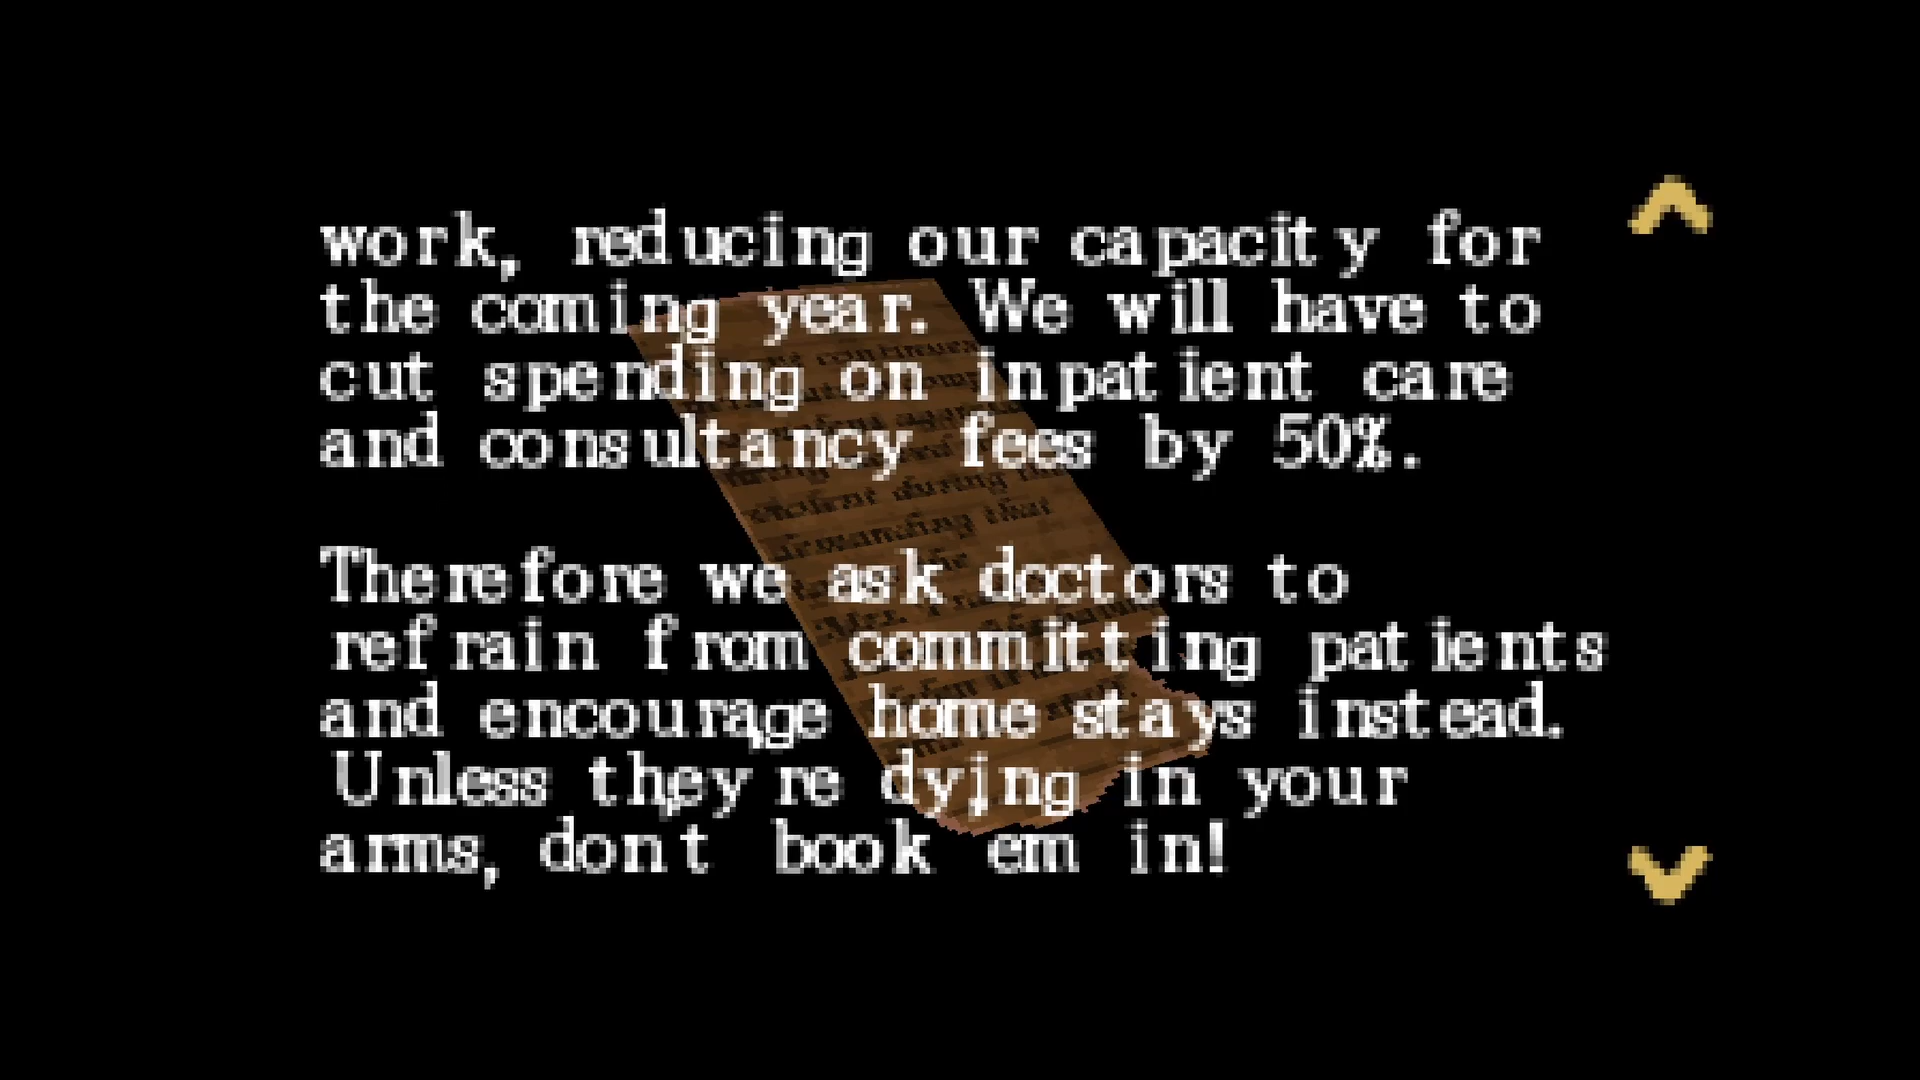 work, reducing our capacity for
the coming year. We will have to
cut spending on inpatient care
and consultancy fees by 50%.
Therefore we ask doctors to
refrain from committing patients
and encourage home stays instead.
Unless they re dying in your
arms, dont book em in!